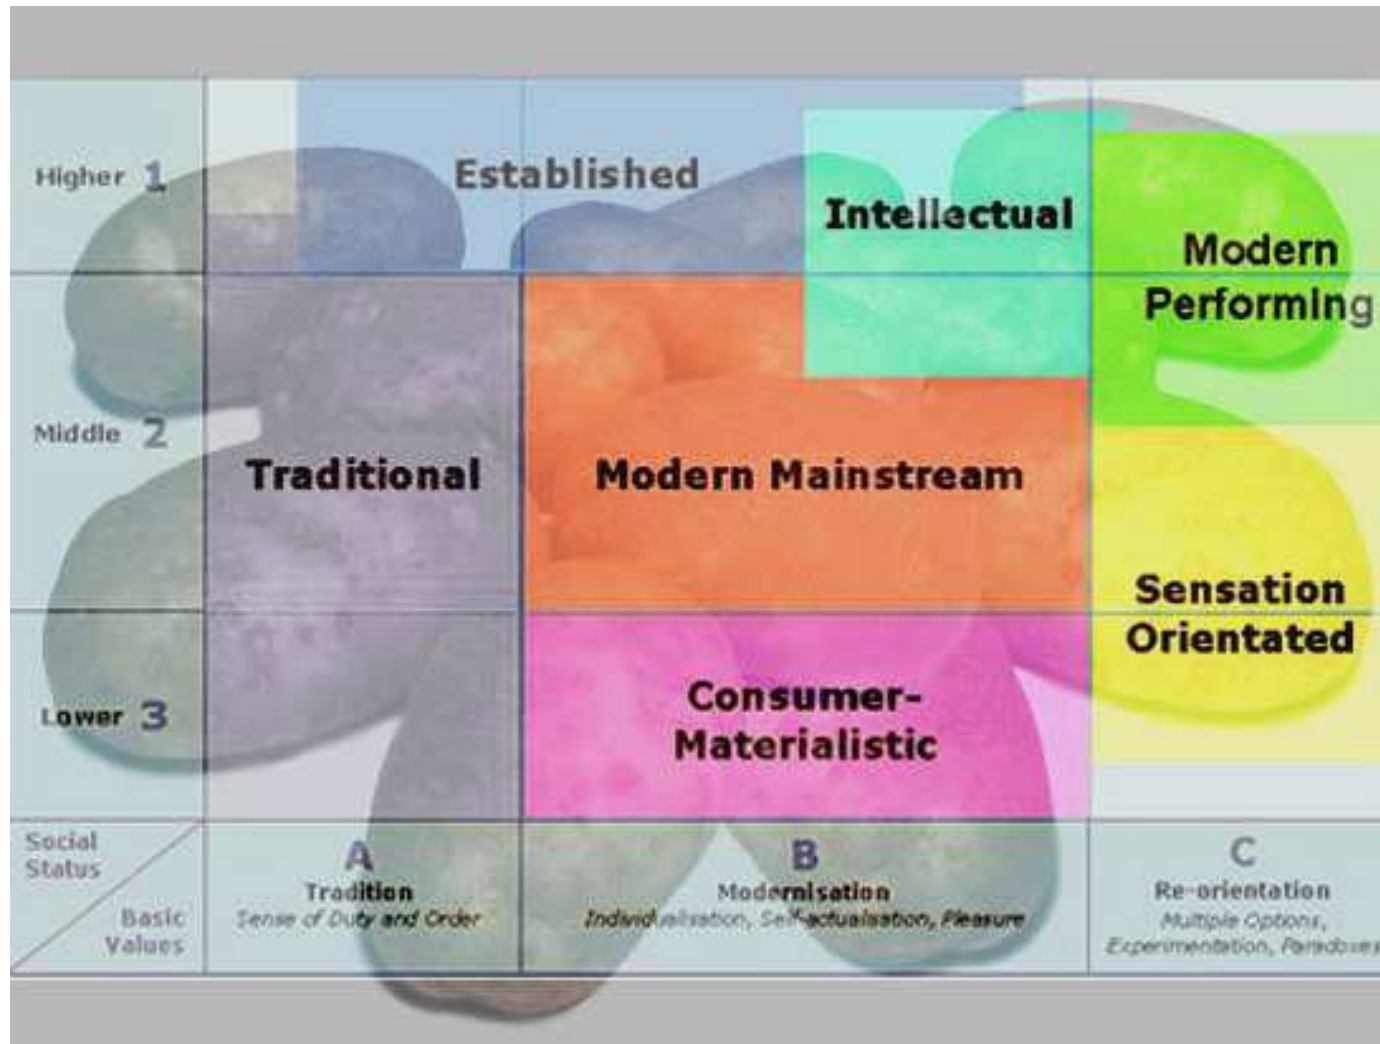 Higher 1
Established
Intellectual
Modern
Performing
Middle 2
Traditional
Modern Mainstream
Sensation
Orientated
Lower 3
Consumer-
Materialistic
Social
Status
Basic
Values
A
Tradition
Sense of Duty and Order
B
Modernisation
Individualisation, Self-actualisation, Pleasure
C
Re-orientation
Multiple Options,
Experimentation, Paradoxes